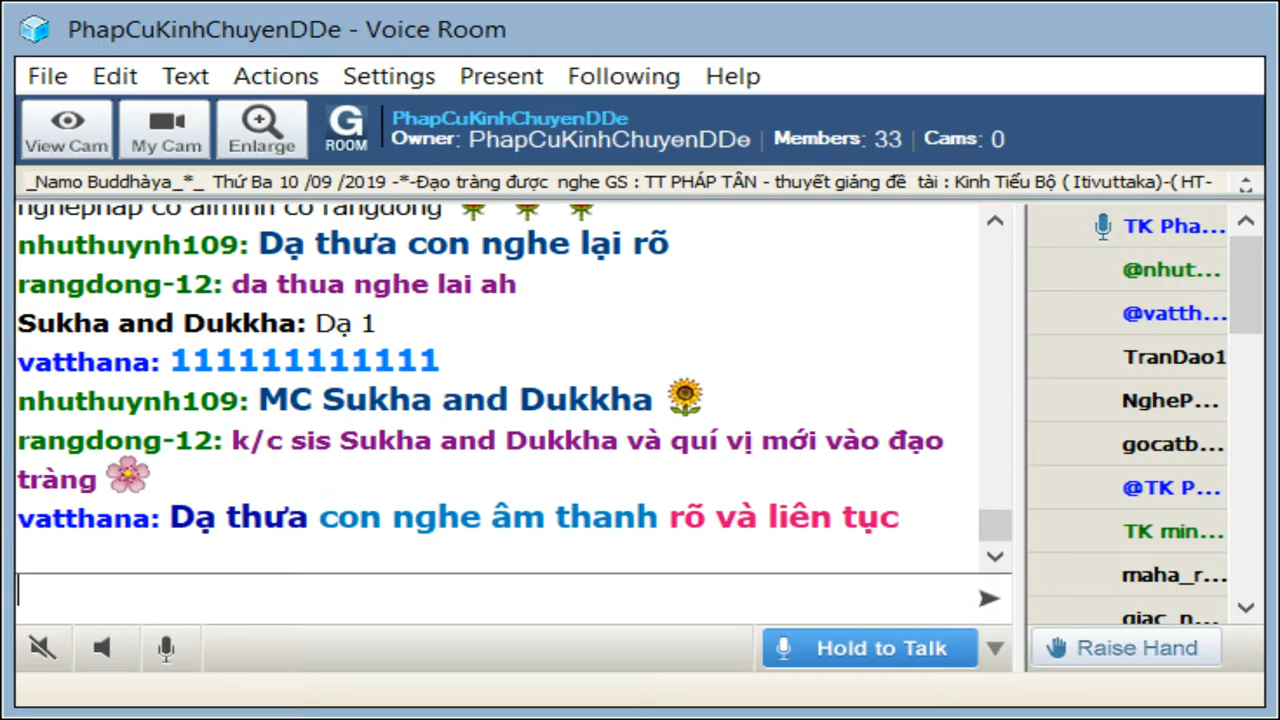 PhapCuKinhChuyenDDe - Voice Room
File Edit Text Actions Settings Present Following Help
View Cam My Cam Enlarge G ROOM
PhapCuKinhChuyenDDe
Owner: PhapCuKinhChuyenDDe | Members: 33 | Cams: 0
_Namo Buddhàya_*_ Thứ Ba 10 /09 /2019 -*-Đạo tràng được nghe GS : TT PHÁP TÂN - thuyết giảng đề tài : Kinh Tiểu Bộ ( Itivuttaka)-( HT-
nghephap co aiminh co rangdong
nhuthuynh109: Dạ thưa con nghe lại rõ
rangdong-12: da thua nghe lai ah
Sukha and Dukkha: Dạ 1
vatthana: 111111111111
nhuthuynh109: MC Sukha and Dukkha
rangdong-12: k/c sis Sukha and Dukkha và quí vị mới vào đạo
tràng
vatthana: Dạ thưa con nghe âm thanh rõ và liên tục
TK Pha...
@nhut...
@vatth...
TranDao1
NgheP...
gocatb...
@TK P...
TK min...
maha_r...
giac_n...
Hold to Talk
Raise Hand